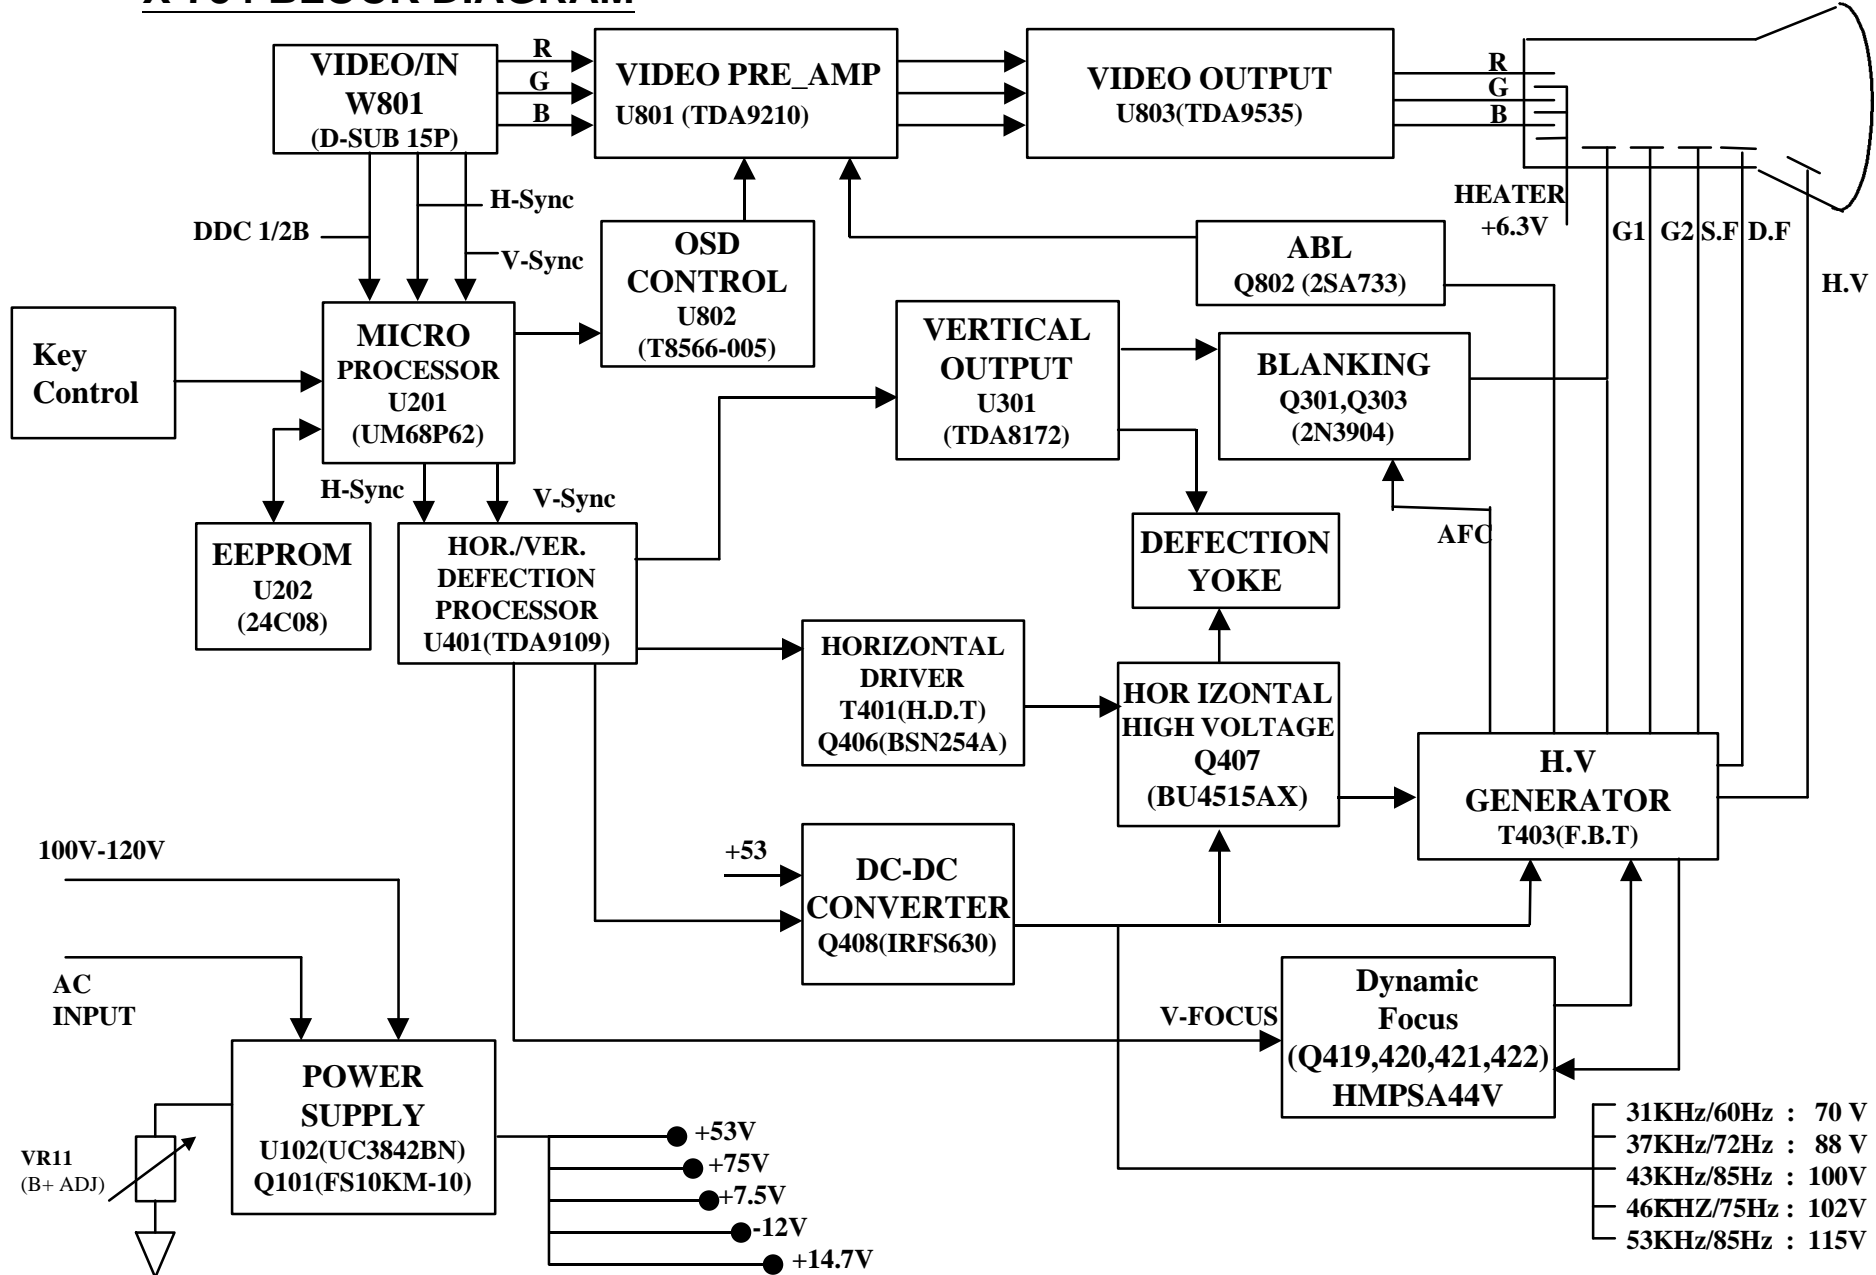 VIDEO/IN
W801
(D-SUB 15P)
R
G
B
VIDEO PRE_AMP
U801 (TDA9210)
VIDEO OUTPUT
U803(TDA9535)
R
G
B
HEATER
+6.3V
G1
G2
S.F
D.F
H.V
DDC 1/2B
H-Sync
V-Sync
OSD
CONTROL
U802
(T8566-005)
ABL
Q802 (2SA733)
Key
Control
MICRO
PROCESSOR
U201
(UM68P62)
VERTICAL
OUTPUT
U301
(TDA8172)
BLANKING
Q301,Q303
(2N3904)
H-Sync
V-Sync
AFC
EEPROM
U202
(24C08)
HOR./VER.
DEFECTION
PROCESSOR
U401(TDA9109)
DEFECTION
YOKE
HORIZONTAL
DRIVER
T401(H.D.T)
Q406(BSN254A)
HOR IZONTAL
HIGH VOLTAGE
Q407
(BU4515AX)
H.V
GENERATOR
T403(F.B.T)
100V-120V
+53
DC-DC
CONVERTER
Q408(IRFS630)
AC
INPUT
V-FOCUS
Dynamic
Focus
(Q419,420,421,422)
HMPSA44V
POWER
SUPPLY
U102(UC3842BN)
Q101(FS10KM-10)
VR11
(B+ ADJ)
+53V
+75V
+7.5V
-12V
+14.7V
31KHz/60Hz : 70 V
37KHz/72Hz : 88 V
43KHz/85Hz : 100V
46KHZ/75Hz : 102V
53KHz/85Hz : 115V